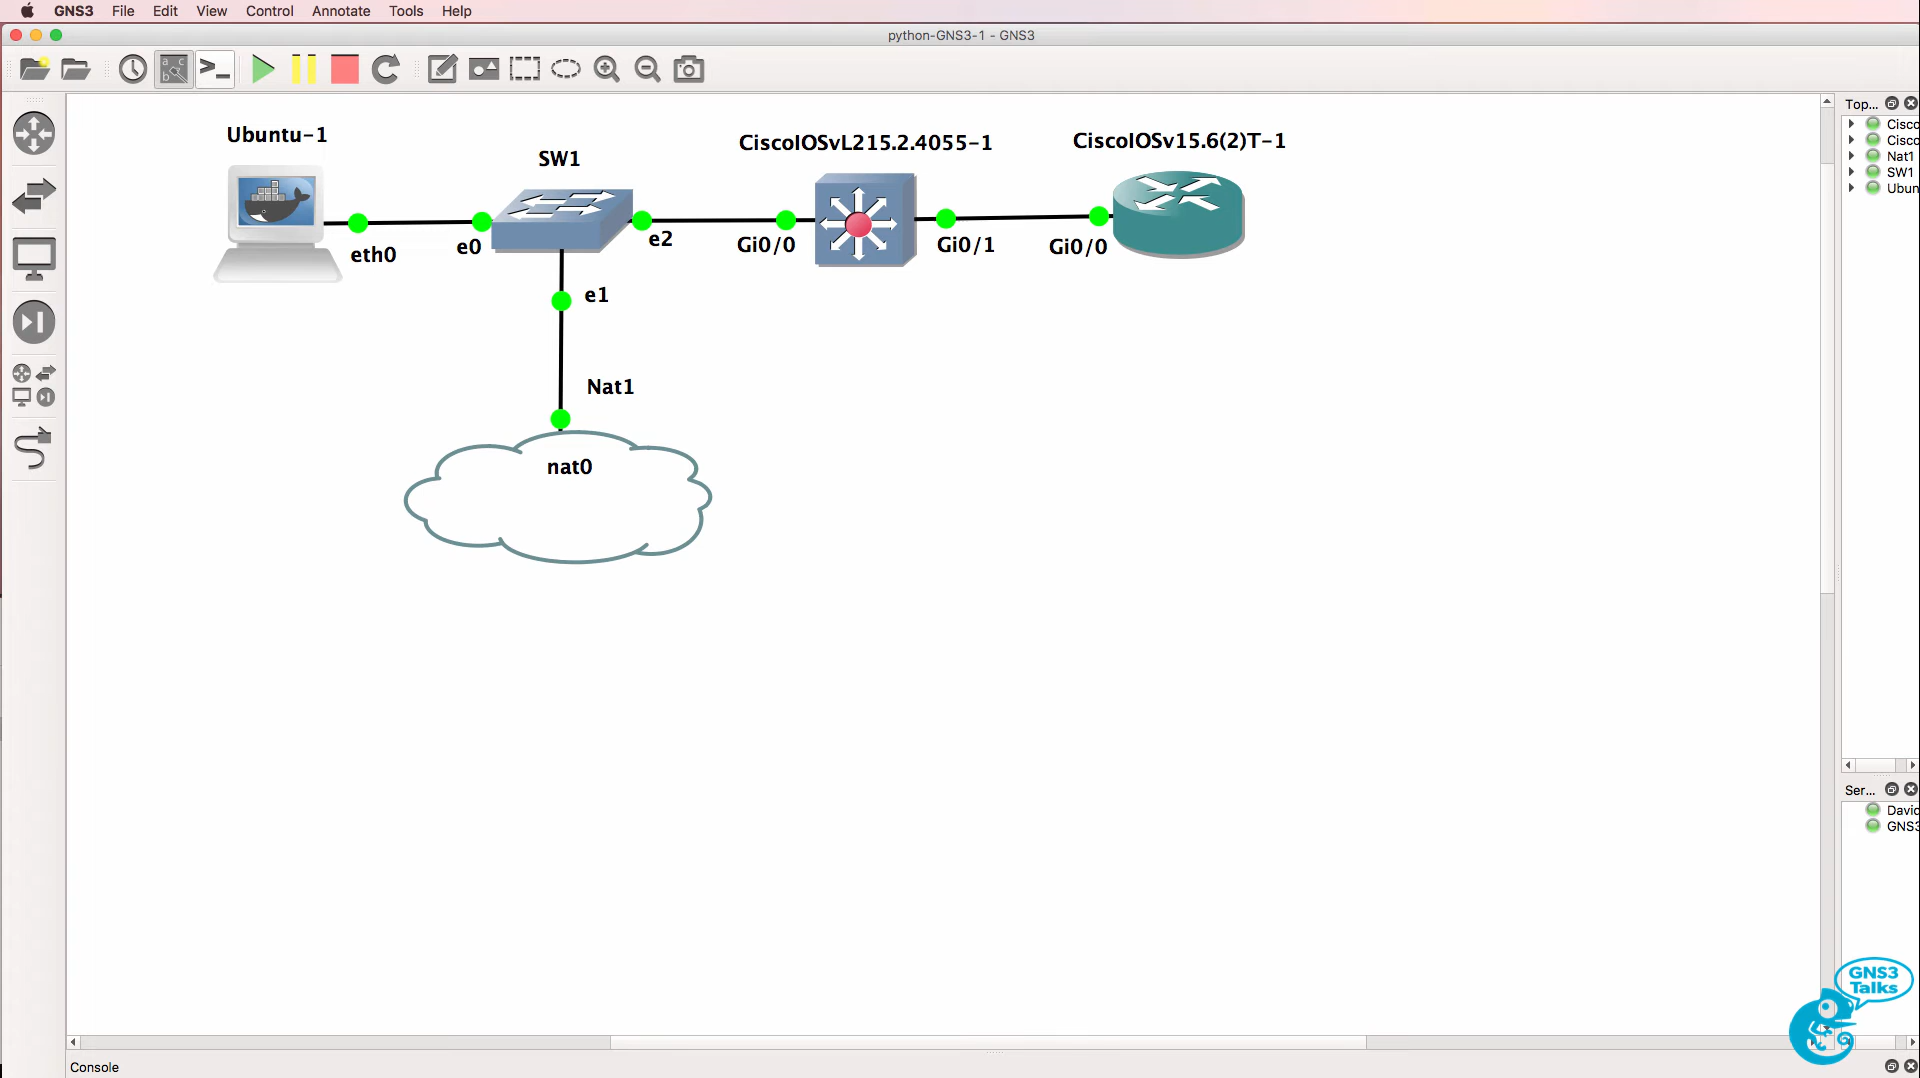 GNS3 File Edit View Control Annotate Tools Help
python-GNS3-1 - GNS3
Top...
Cisco
Cisco
Nat1
SW1
Ubun
Ubuntu-1
SW1
CiscoIOSvL215.2.4055-1
CiscoIOSv15.6(2)T-1
eth0
e0
e2
Gi0/0
Gi0/1
Gi0/0
e1
Nat1
nat0
Ser...
David
GNS3
GNS3
Talks
Console